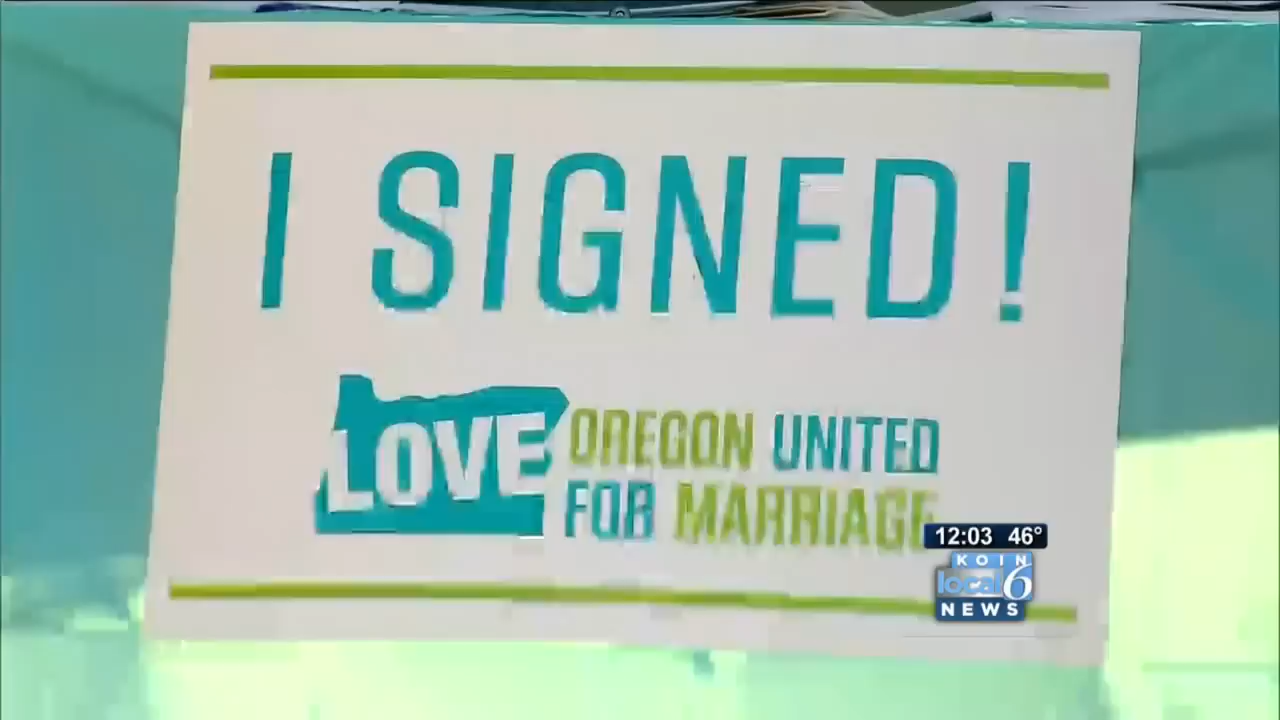 I SIGNED!
LOVE
OREGON UNITED
FOR MARRIAGE
12:03 46°
KOIN
local 6
NEWS